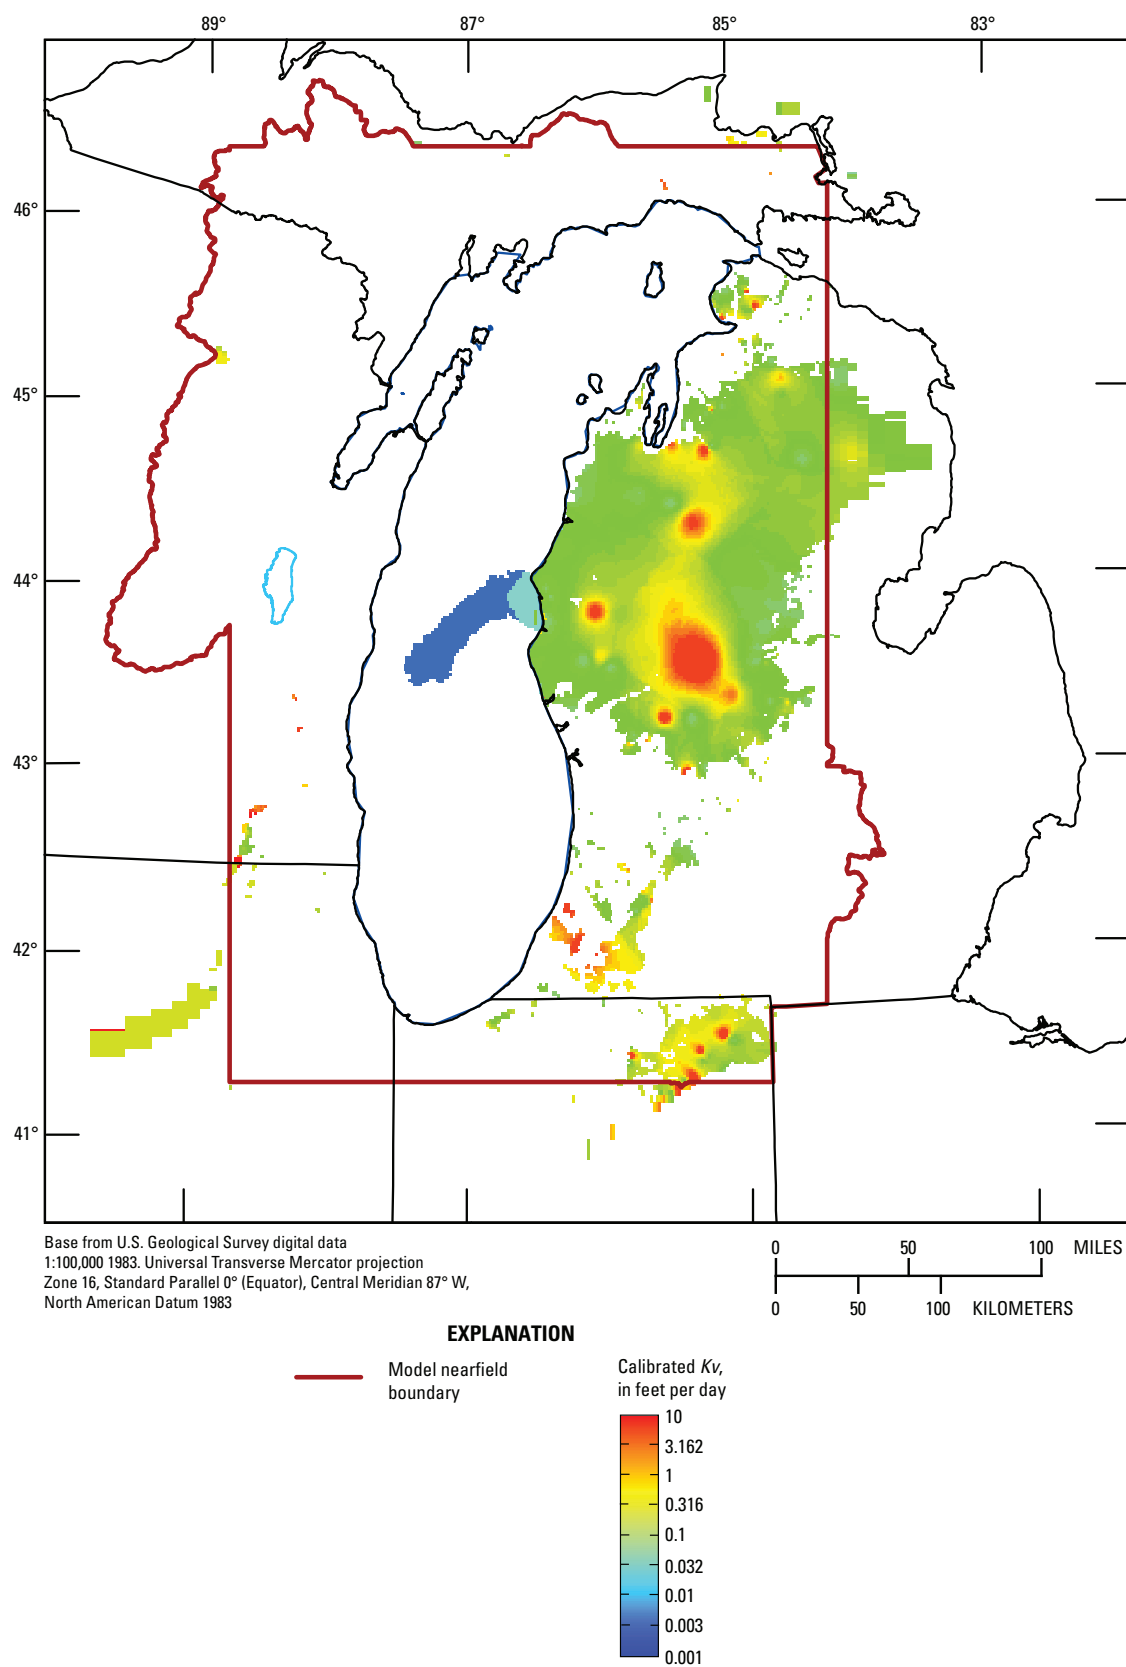 89°
87°
85°
83°
46°
45°
44°
43°
42°
41°
Base from U.S. Geological Survey digital data
1:100,000 1983. Universal Transverse Mercator projection
Zone 16, Standard Parallel 0° (Equator), Central Meridian 87° W,
North American Datum 1983
0 50 100 MILES
0 50 100 KILOMETERS
EXPLANATION
Model nearfield
boundary
Calibrated Kv,
in feet per day
10
3.162
1
0.316
0.1
0.032
0.01
0.003
0.001